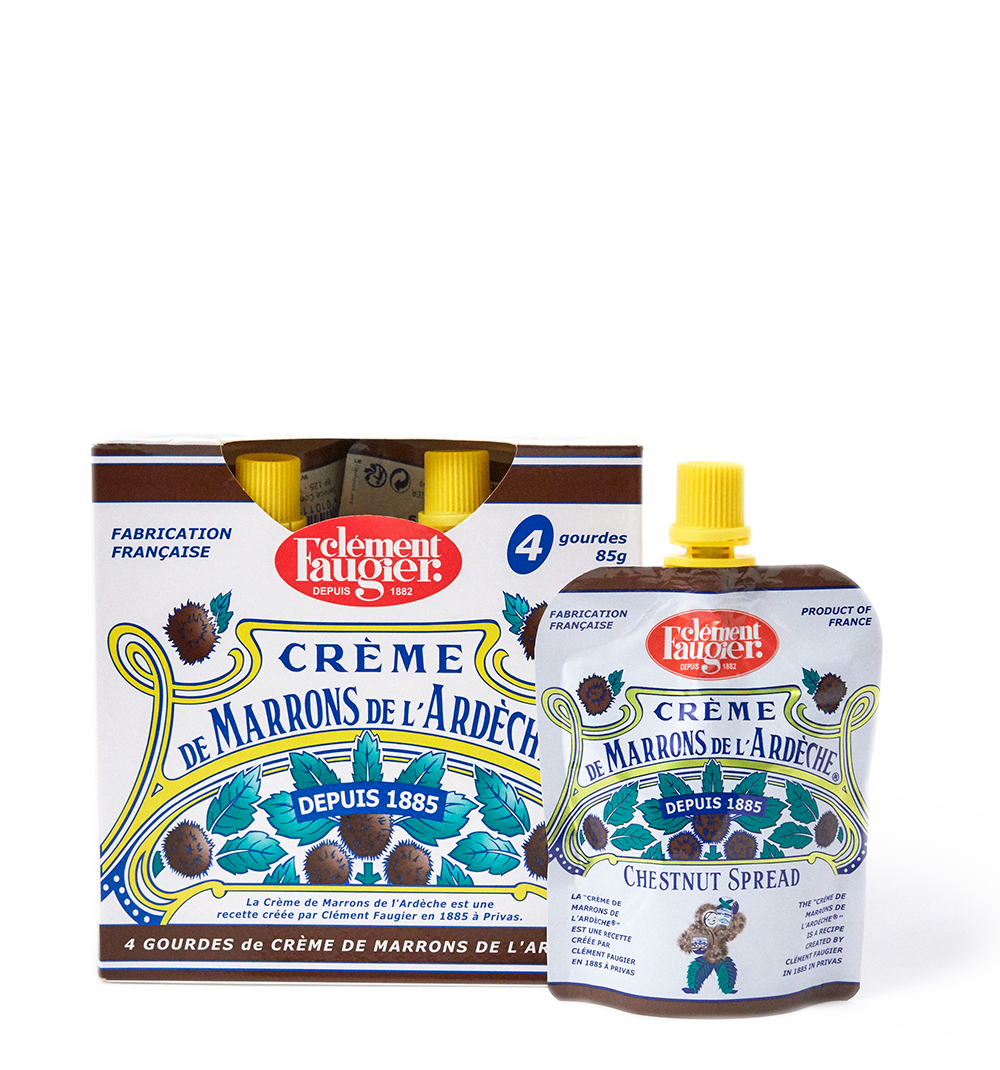 FABRICATION
FRANÇAISE
clément
Faugier.
DEPUIS 1882
4 gourdes
85g
CRÈME
DE MARRONS DE L'ARDÈCH
DEPUIS 1885
La Crème de Marrons de l'Ardèche est une
recette créée par Clément Faugier en 1885 à Privas.
4 GOURDES de CRÈME DE MARRONS DE L'AR
FABRICATION
FRANÇAISE
PRODUCT OF
FRANCE
clément
Faugier.
DEPUIS 1882
CRÈME
DE MARRONS DE L'ARDÈCHE®
DEPUIS 1885
CHESTNUT SPREAD
LA "CRÈME DE
MARRONS DE
L'ARDÈCHE®"
EST UNE RECETTE
CRÉÉE PAR
CLÉMENT FAUGIER
EN 1885 À PRIVAS
THE "CRÈME DE
MARRONS DE
L'ARDÈCHE®"
IS A RECIPE
CREATED BY
CLÉMENT FAUGIER
IN 1885 IN PRIVAS